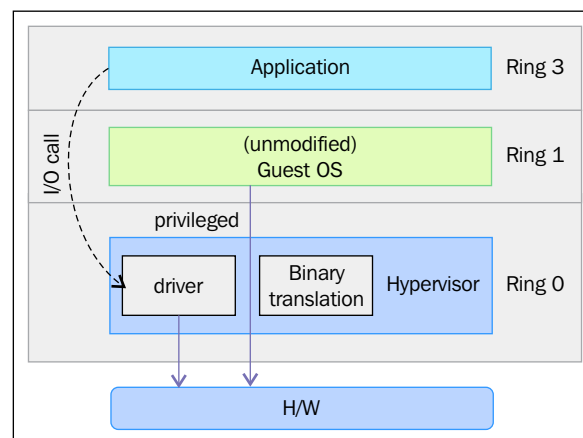 Application
Ring 3
I/O call
(unmodified)
Guest OS
Ring 1
privileged
driver
Binary
translation
Hypervisor
Ring 0
H/W